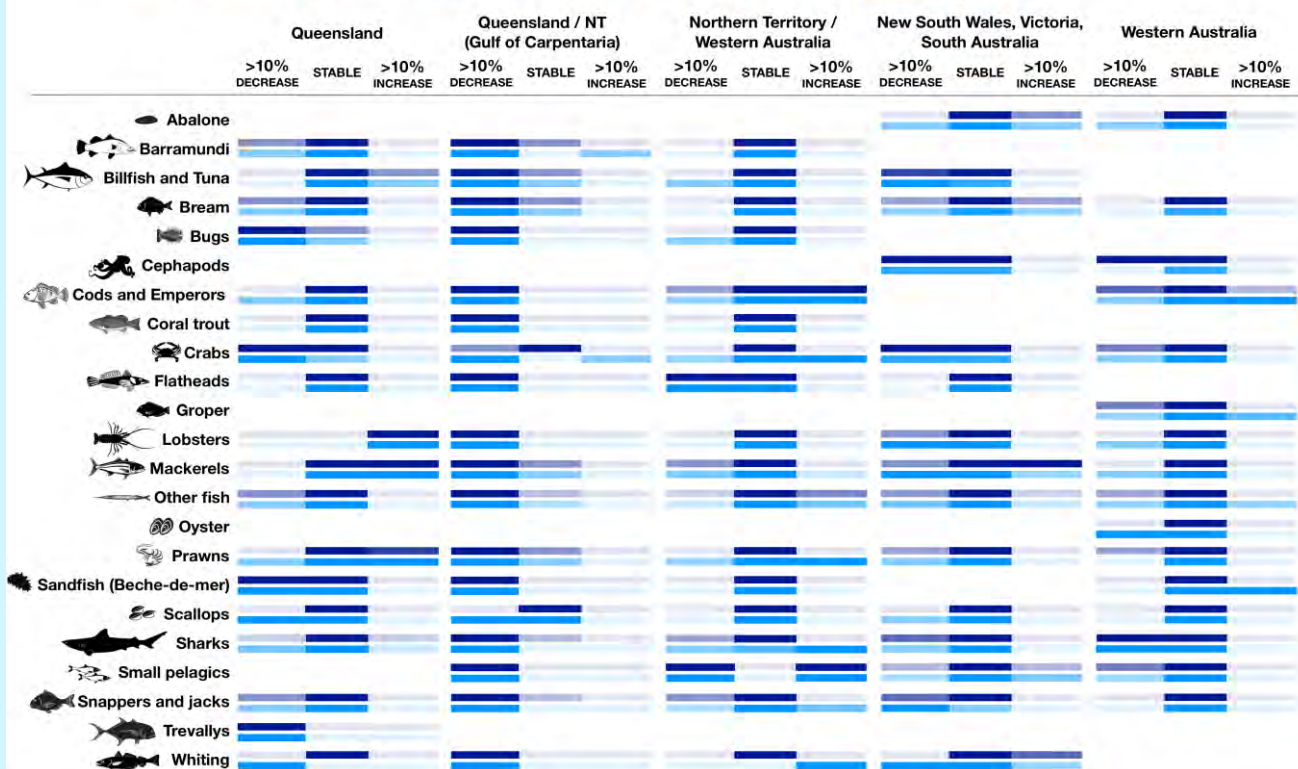 Queensland
Queensland / NT
(Gulf of Carpentaria)
Northern Territory /
Western Australia
New South Wales, Victoria,
South Australia
Western Australia
>10% DECREASE STABLE >10% INCREASE >10% DECREASE STABLE >10% INCREASE >10% DECREASE STABLE >10% INCREASE >10% DECREASE STABLE >10% INCREASE >10% DECREASE STABLE >10% INCREASE
Abalone
Barramundi
Billfish and Tuna
Bream
Bugs
Cephapods
Cods and Emperors
Coral trout
Crabs
Flatheads
Groper
Lobsters
Mackerels
Other fish
Oyster
Prawns
Sandfish (Beche-de-mer)
Scallops
Sharks
Small pelagics
Snappers and jacks
Trevallys
Whiting